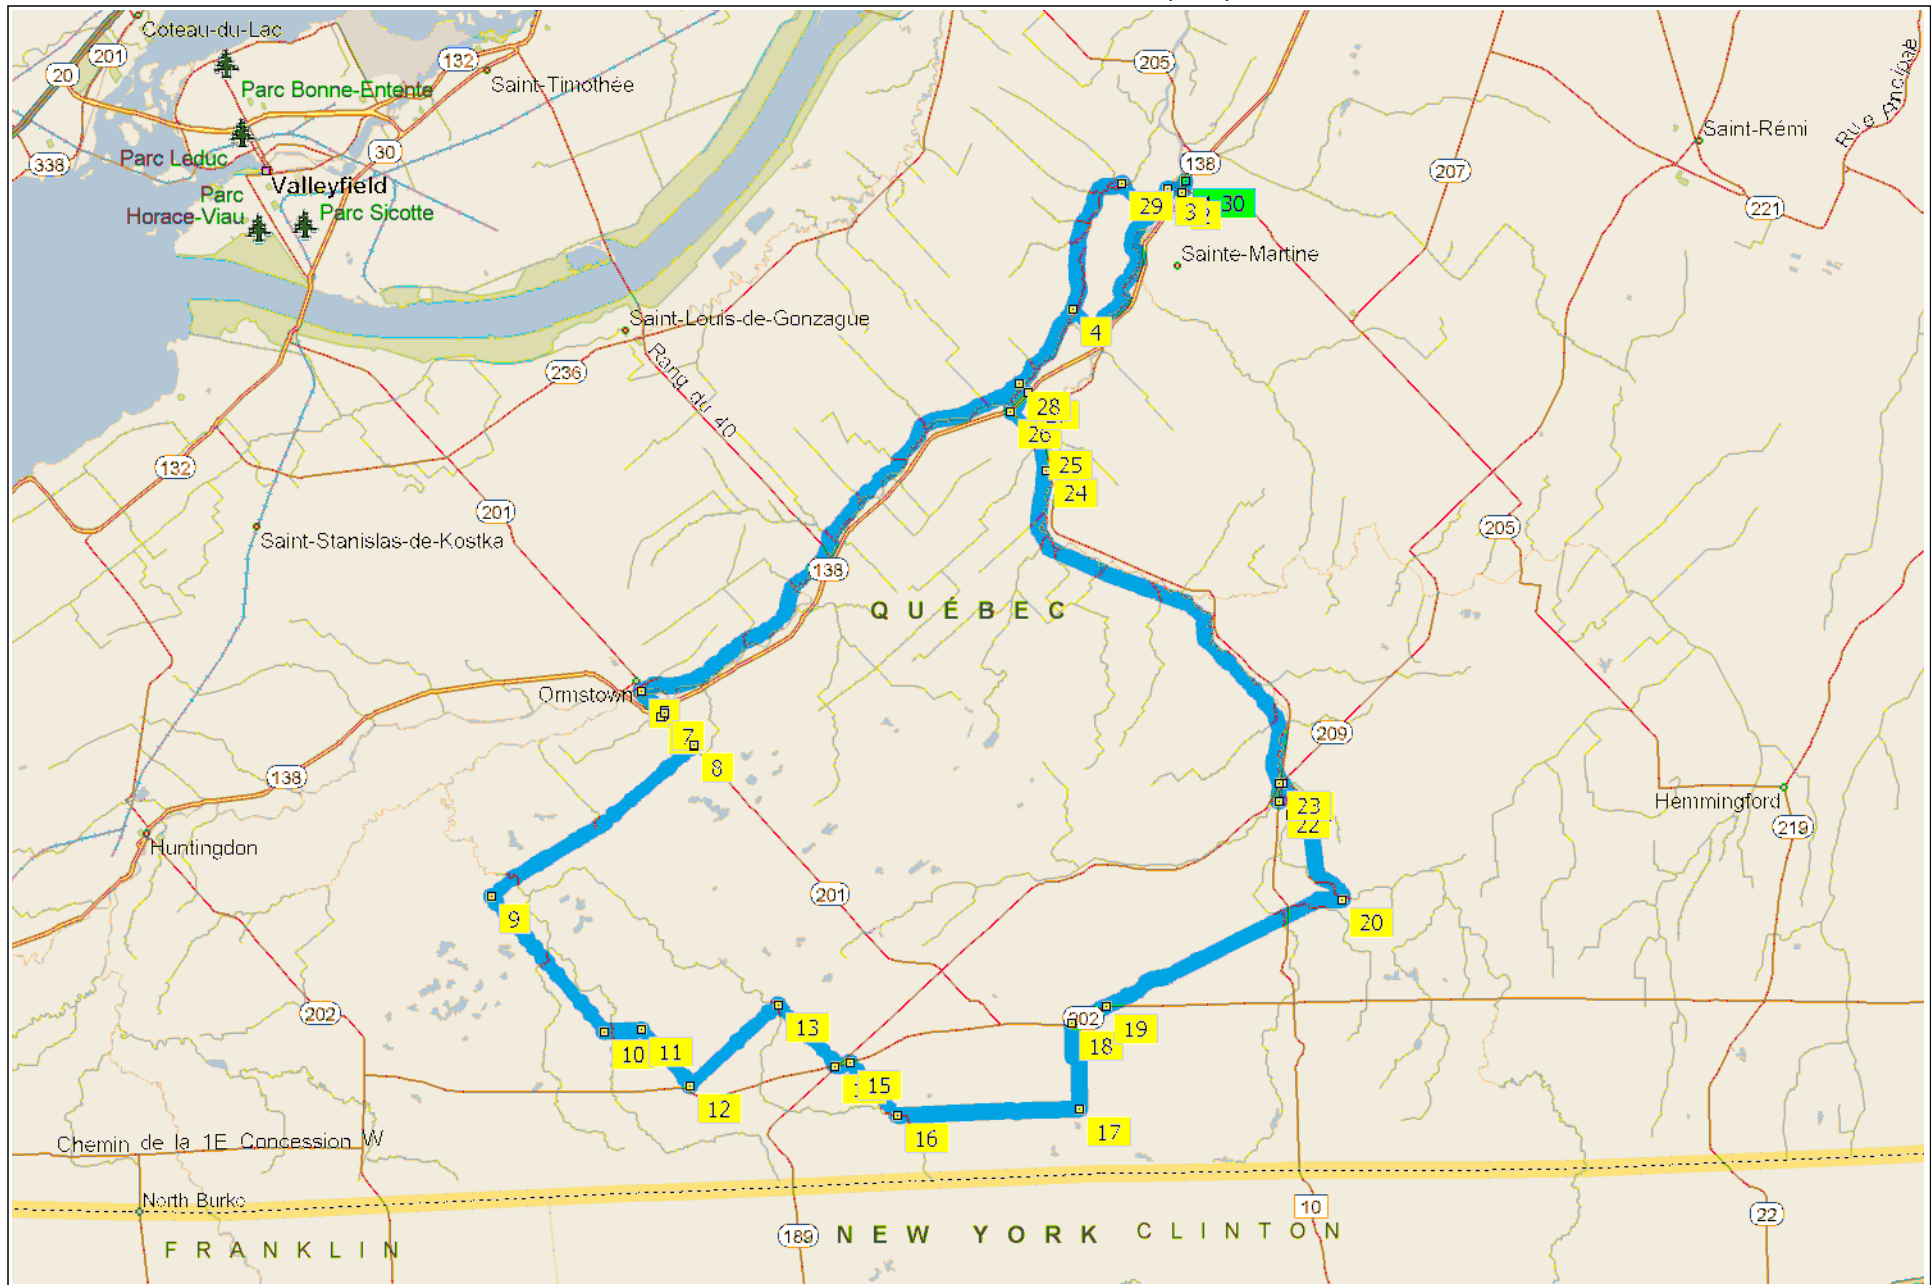 Coteau-du-Lac
201
20
132
205
Saint-Timothée
Parc Bonne-Entente
Saint-Rémi
Rue Principale
338
Parc Leduc
30
138
207
Valleyfield
Parc
Horace-Viau
Parc Sicotte
29
3
30
221
Sainte-Martine
Saint-Louis-de-Gonzague
4
236
Rang du 40
28
26
25
24
132
201
205
Saint-Stanislas-de-Kostka
138
QUÉBEC
Ormstown
7
8
209
138
Huntingdon
23
22
Hemmingford
219
201
9
20
202
10
11
12
13
15
202
18
19
16
17
Chemin de la 1E Concession W
North Burke
10
22
FRANKLIN
189
NEW YORK
CLINTON